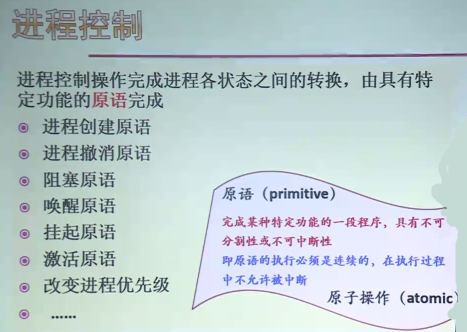 进程控制
进程控制操作完成进程各状态之间的转换，由具有特
定功能的原语完成
进程创建原语
进程撤消原语
阻塞原语
唤醒原语
挂起原语
激活原语
改变进程优先级
......
原语（primitive）
完成某种特定功能的一段程序，具有不可
分割性或不可中断性
即原语的执行必须是连续的，在执行过程
中不允许被中断
原子操作（atomic）